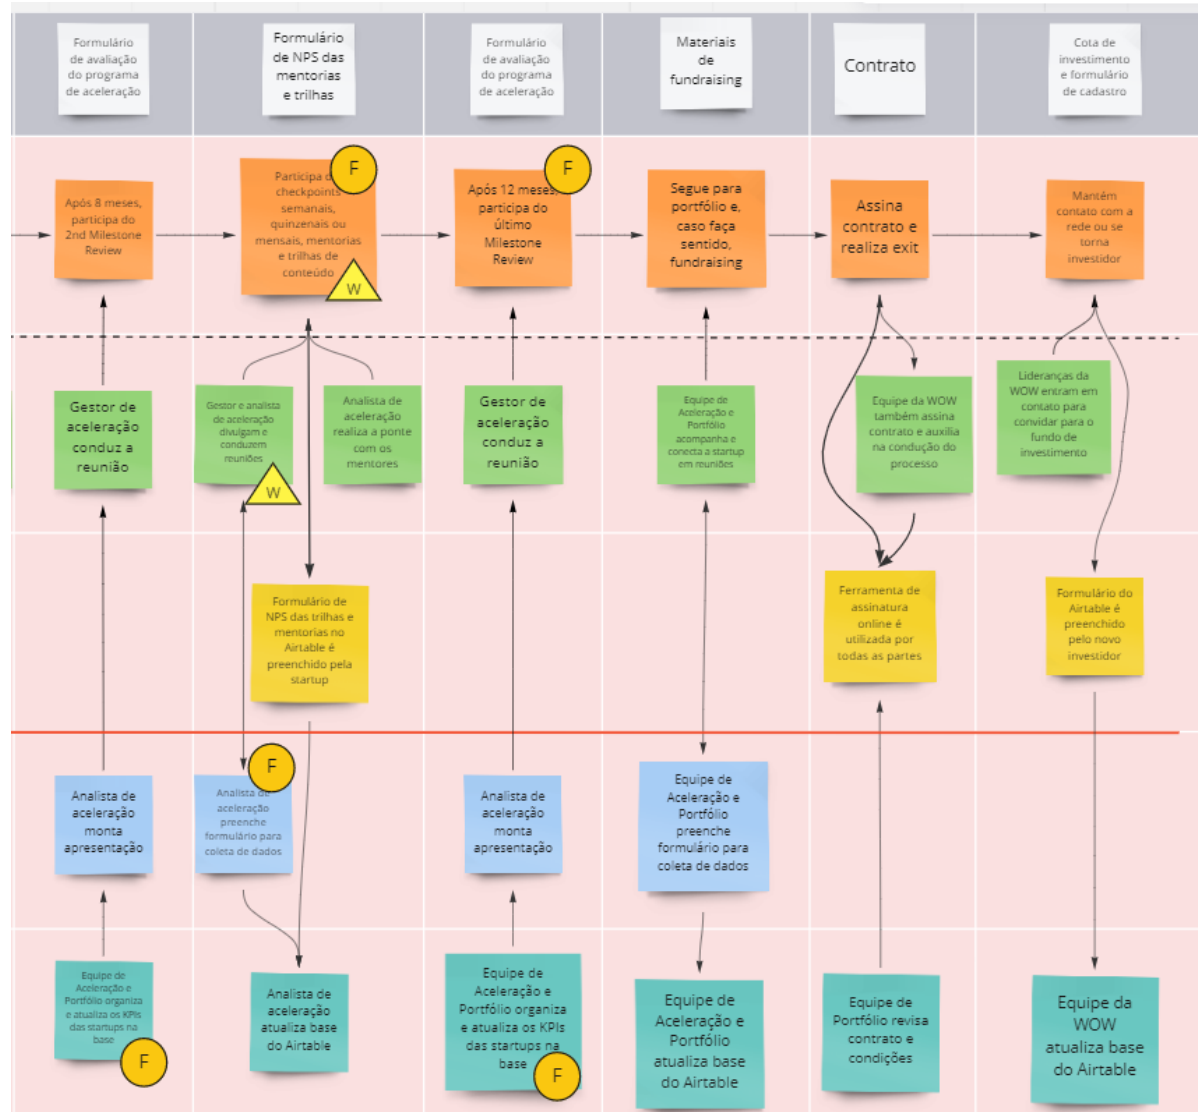 Formulário
de avaliação
do programa
de aceleração
Formulário
de NPS das
mentorias
e trilhas
Formulário
de avaliação
do programa
de aceleração
Materiais
de
fundraising
Contrato
Cota de
investimento
e formulário
de cadastro
Após 8 meses,
participa do
2nd Milestone
Review
F
Participa d
checkpoints
semanais,
quinzenais ou
mensais, mentorias
e trilhas de
conteúdo
W
F
Após 12 meses,
participa do
último
Milestone
Review
Segue para
portfólio e,
caso faça
sentido,
fundraising
Assina
contrato e
realiza exit
Mantém
contato com a
rede ou se
torna
investidor
Gestor de
aceleração
conduz a
reunião
Gestor e analista
de aceleração
divulgam e
conduzem
reuniões
W
Analista de
aceleração
realiza a ponte
com os
mentores
Gestor de
aceleração
conduz a
reunião
Equipe de
Aceleração e
Portfólio
acompanha e
conecta a startup
em reuniões
Equipe da WOW
também assina
contrato e auxilia
na condução do
processo
Lideranças da
WOW entram em
contato para
convidar para o
fundo de
investimento
Formulário de
NPS das trilhas e
mentorias no
Airtable é
preenchido pela
startup
Ferramenta de
assinatura
online é
utilizada por
todas as partes
Formulário do
Airtable é
preenchido
pelo novo
investidor
Analista de
aceleração
monta
apresentação
F
Analista de
aceleração
preenche
formulário para
coleta de dados
Analista de
aceleração
monta
apresentação
Equipe de
Aceleração e
Portfólio
preenche
formulário para
coleta de dados
Equipe de
Aceleração e
Portfólio organiza
e atualiza os KPIs
das startups na
base
F
Analista de
aceleração
atualiza base
do Airtable
Equipe de
Aceleração e
Portfólio organiza
e atualiza os KPIs
das startups na
base
F
Equipe de
Aceleração e
Portfólio
atualiza base
do Airtable
Equipe de
Portfolio revisa
contrato e
condições
Equipe da
WOW
atualiza base
do Airtable